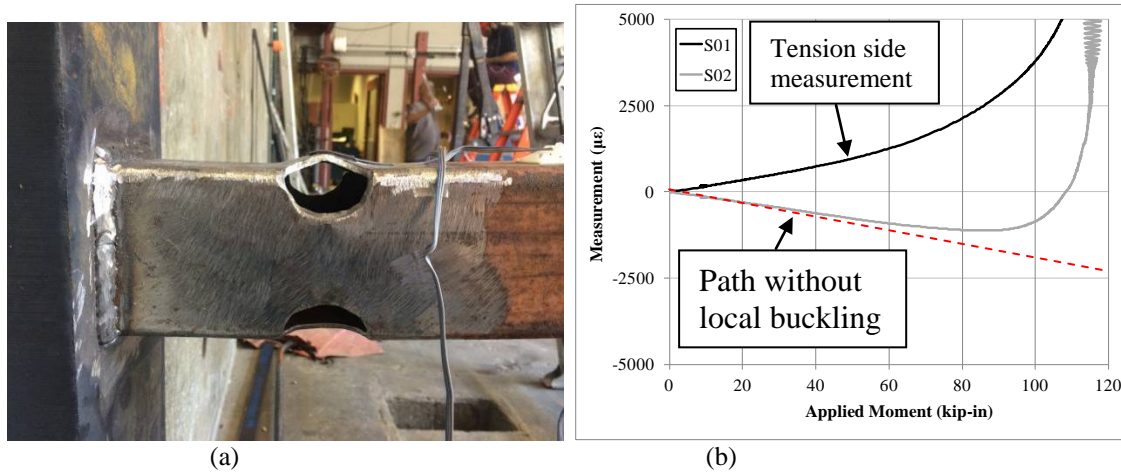 5000
2500
0
-2500
-5000
Measurement (με)
S01
S02
Tension side
measurement
Path without
local buckling
0 20 40 60 80 100 120
Applied Moment (kip-in)
(a) (b)